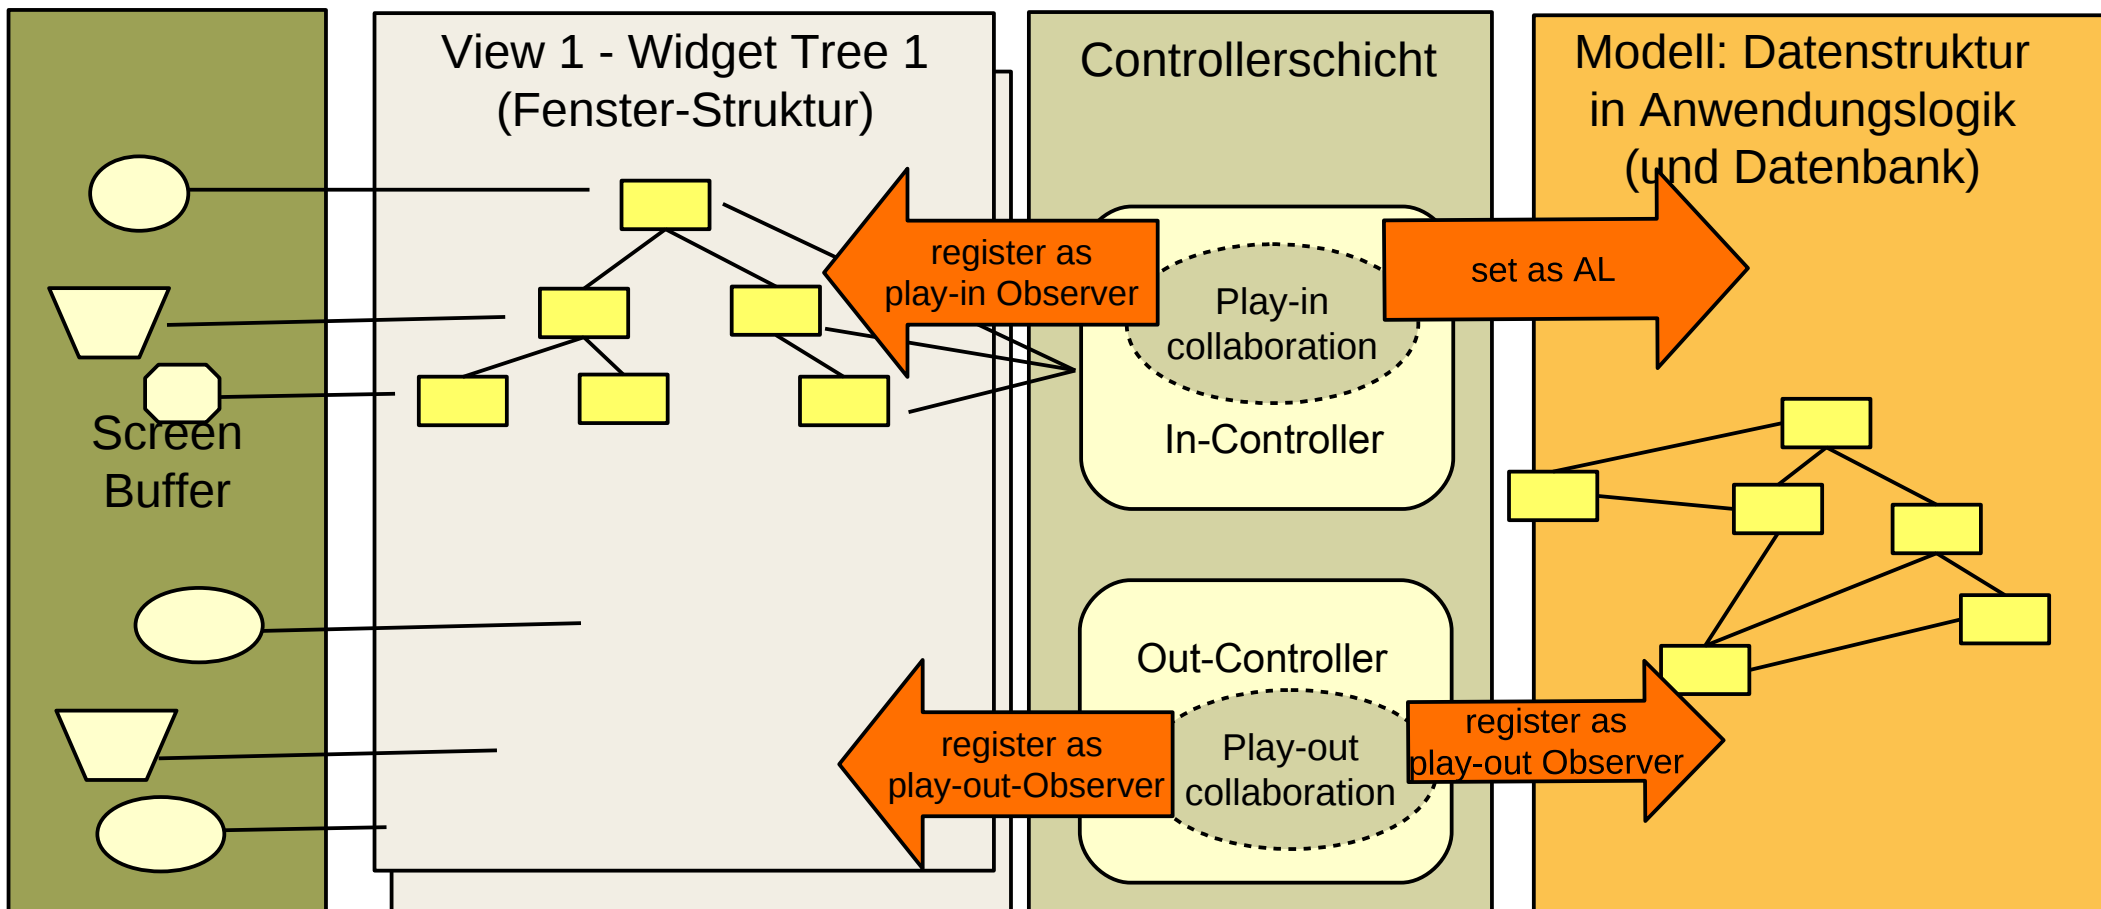 View 1 - Widget Tree 1
(Fenster-Struktur)
Controllerschicht
Modell: Datenstruktur
in Anwendungslogik
(und Datenbank)
register as
play-in Observer
set as AL
Play-in
collaboration
In-Controller
Screen
Buffer
Out-Controller
register as
play-out-Observer
Play-out
collaboration
register as
play-out Observer